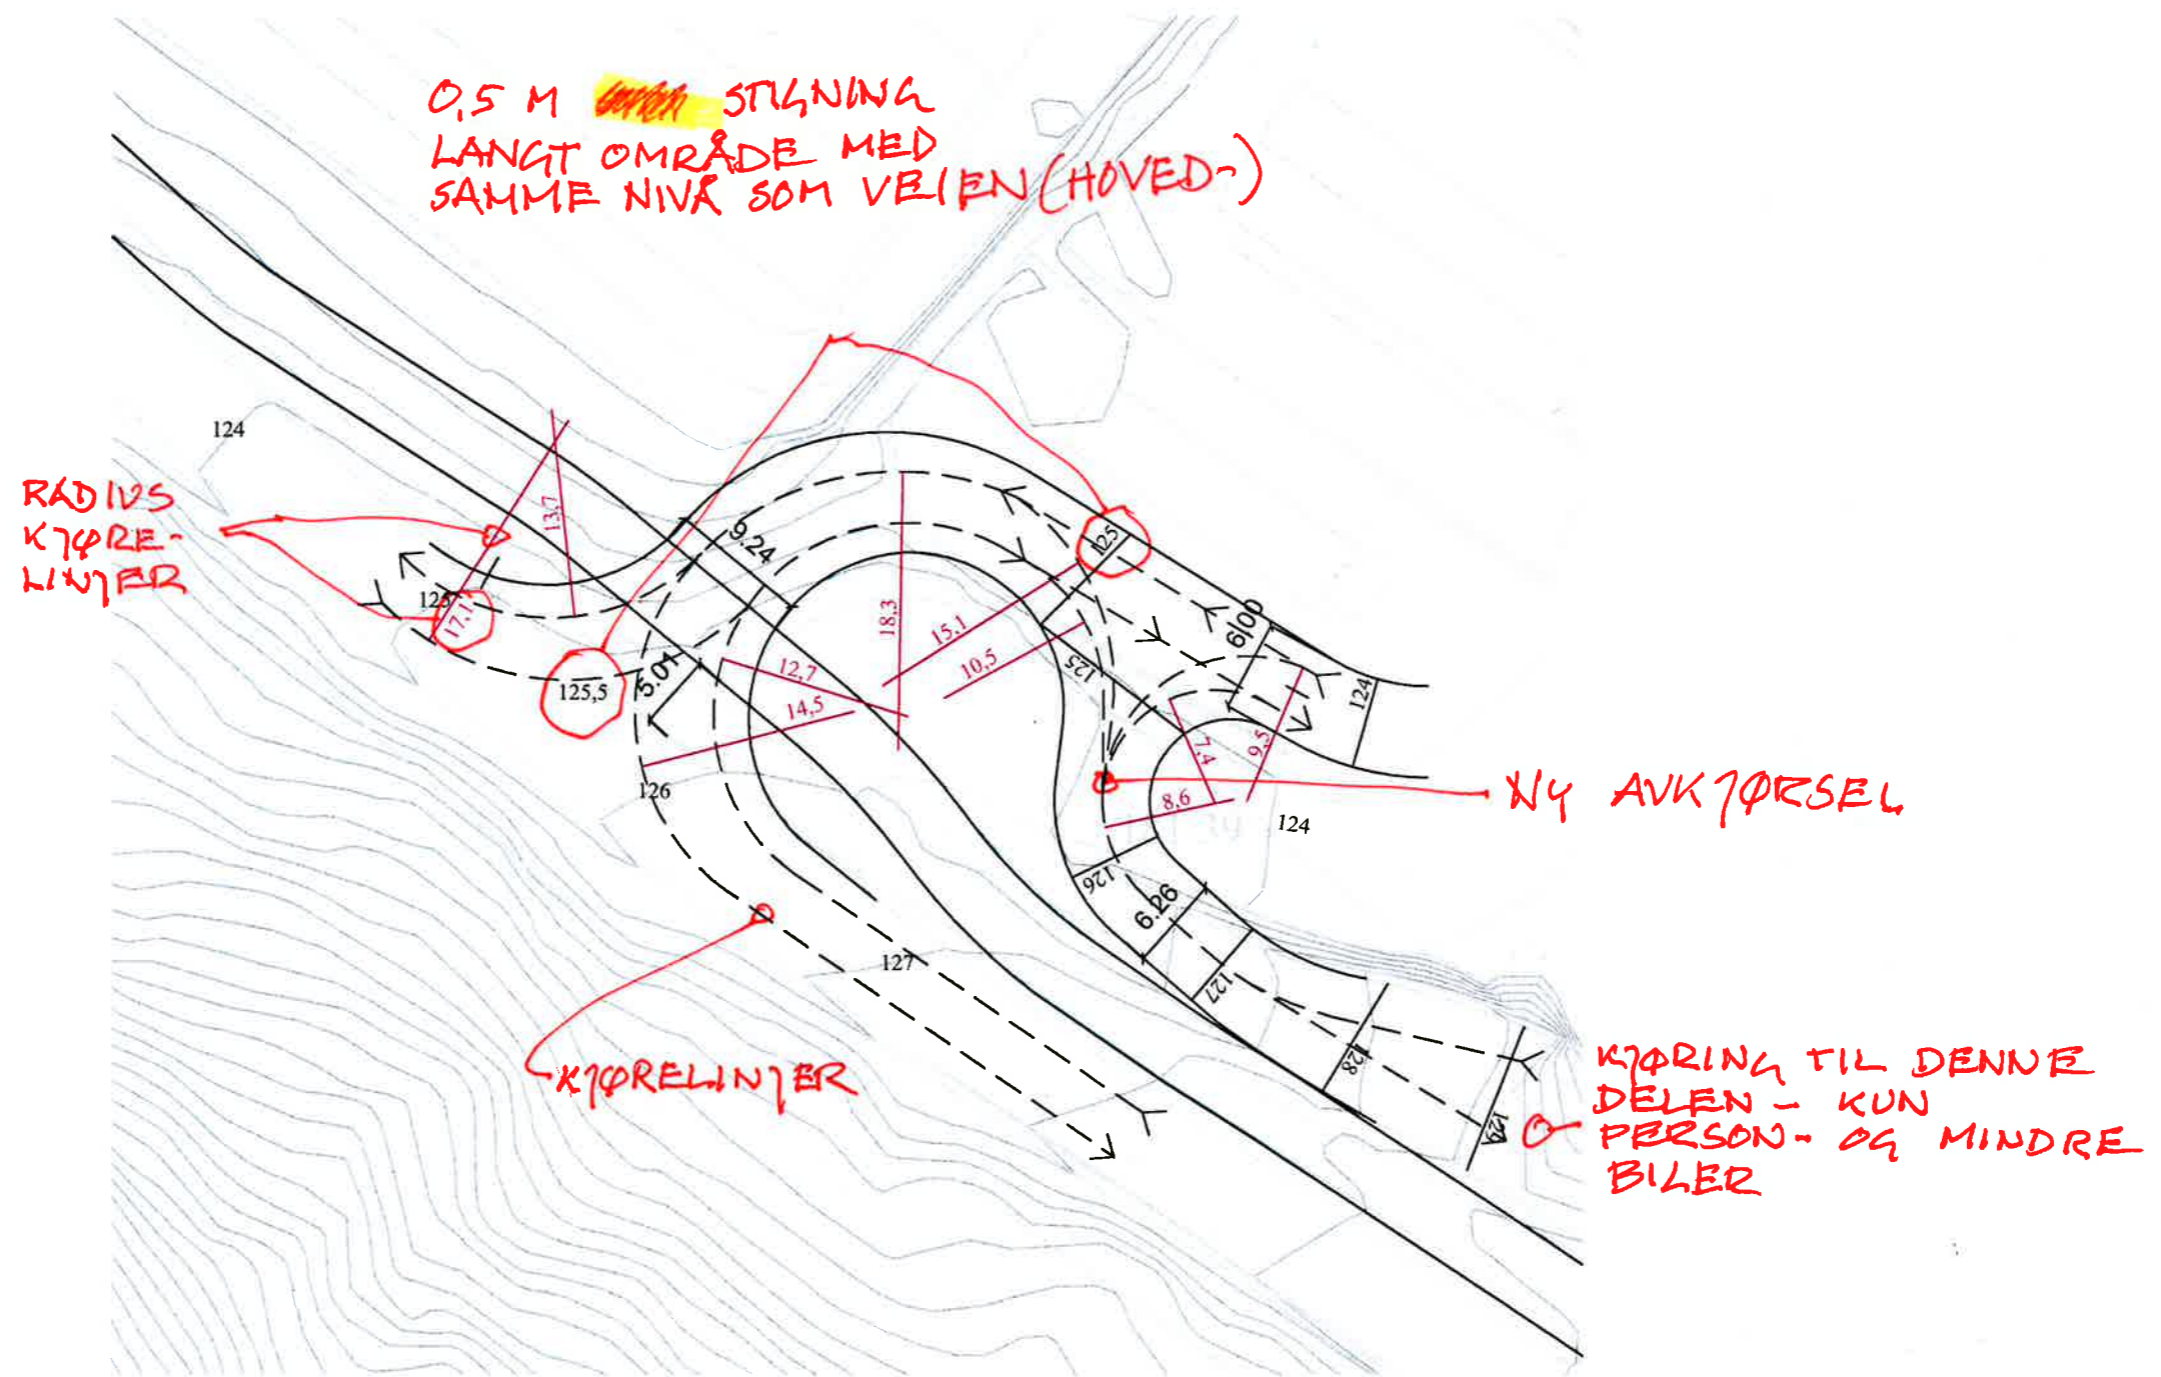 0,5 M STIGNING
LANGT OMRÅDE MED
SAMME NIVÅ SOM VEIEN (HOVED-)
124
RADIUS
KJØRE-
LINJER
13,7
9.24
125
125
17.1
18,3
15,1
10,5
6.00
125
124
5.01
125,5
12,7
14,5
7,4
9,5
126
8,6
NY AVKJØRSEL
124
126
6.26
127
127
KJØRELINJER
128
129
KJØRING TIL DENNE
DELEN - KUN
PERSON- OG MINDRE
BILER